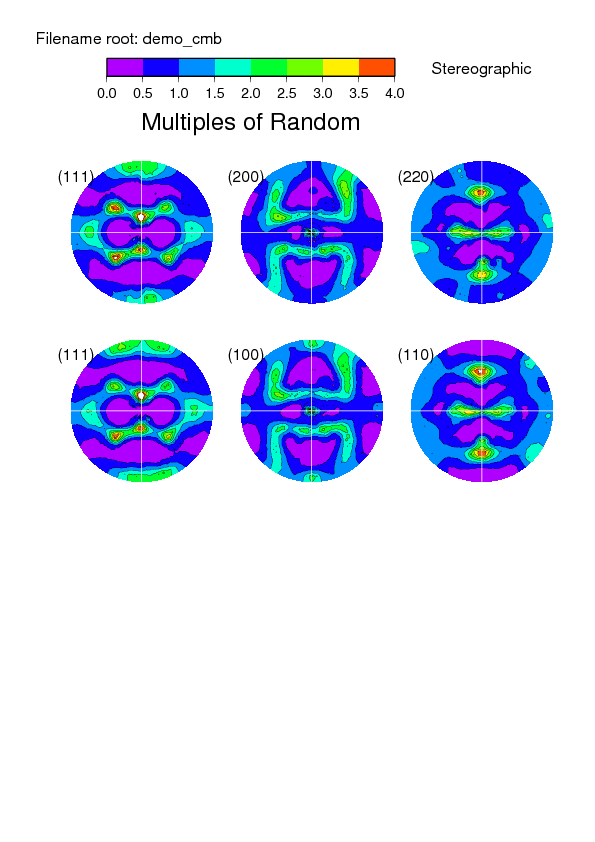 Filename root: demo_cmb
Stereographic
0.0 0.5 1.0 1.5 2.0 2.5 3.0 3.5 4.0
Multiples of Random
(111) (200) (220)
(111) (100) (110)